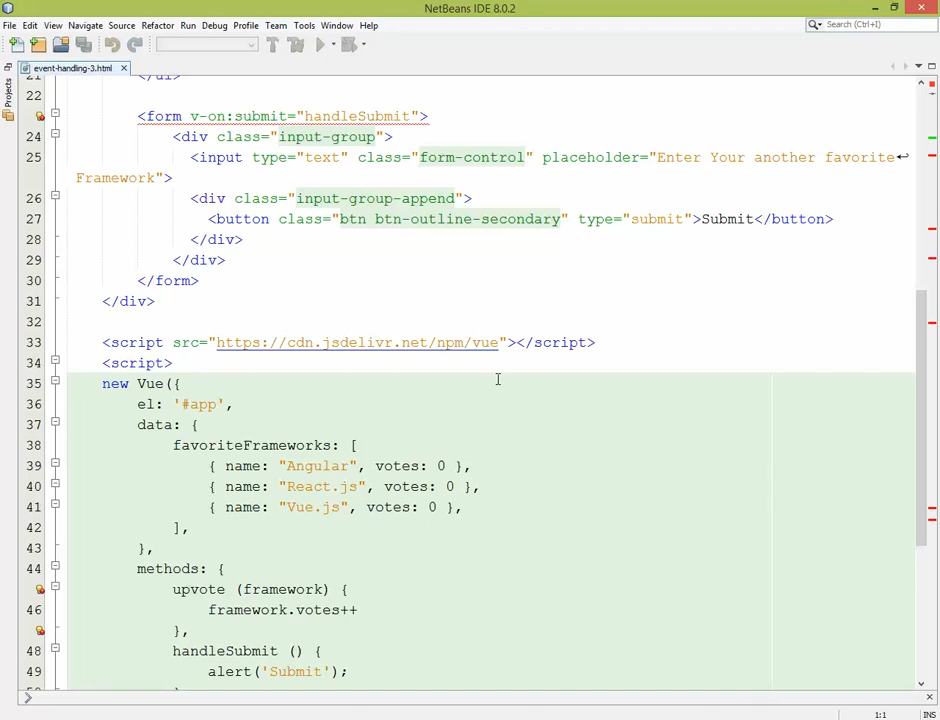 NetBeans IDE 8.0.2
File Edit View Navigate Source Refactor Run Debug Profile Team Tools Window Help
Search (Ctrl+I)
event-handling-3.html
Projects
21 </ul>
22
<form v-on:submit="handleSubmit">
24 <div class="input-group">
25 <input type="text" class="form-control" placeholder="Enter Your another favorite
Framework">
26 <div class="input-group-append">
27 <button class="btn btn-outline-secondary" type="submit">Submit</button>
28 </div>
29 </div>
30 </form>
31 </div>
32
33 <script src="https://cdn.jsdelivr.net/npm/vue"></script>
34 <script>
35 new Vue({
36 el: '#app',
37 data: {
38 favoriteFrameworks: [
39 { name: "Angular", votes: 0 },
40 { name: "React.js", votes: 0 },
41 { name: "Vue.js", votes: 0 },
42 ],
43 },
44 methods: {
upvote (framework) {
46 framework.votes++
},
48 handleSubmit () {
49 alert('Submit');
1:1 INS